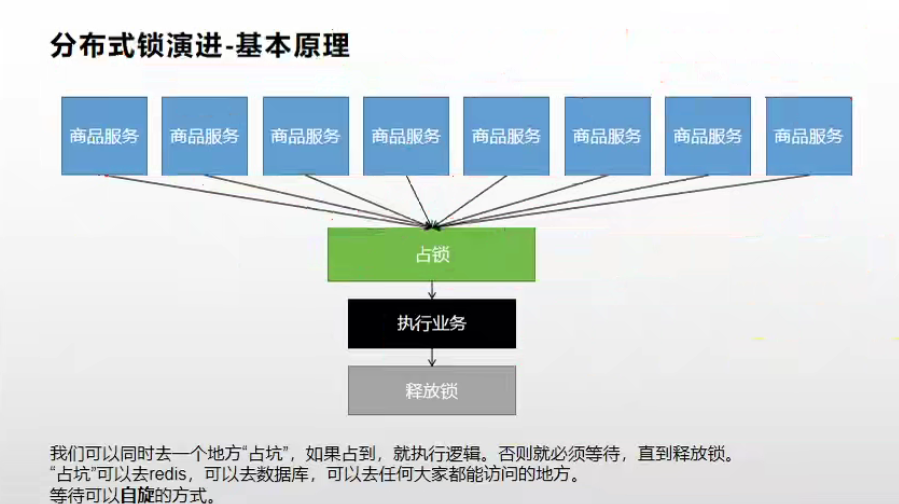 分布式锁演进-基本原理
商品服务 商品服务 商品服务 商品服务 商品服务 商品服务 商品服务 商品服务
占锁
执行业务
释放锁
我们可以同时去一个地方“占坑”，如果占到，就执行逻辑。否则就必须等待，直到释放锁。
“占坑”可以去redis，可以去数据库，可以去任何大家都能访问的地方。
等待可以自旋的方式。